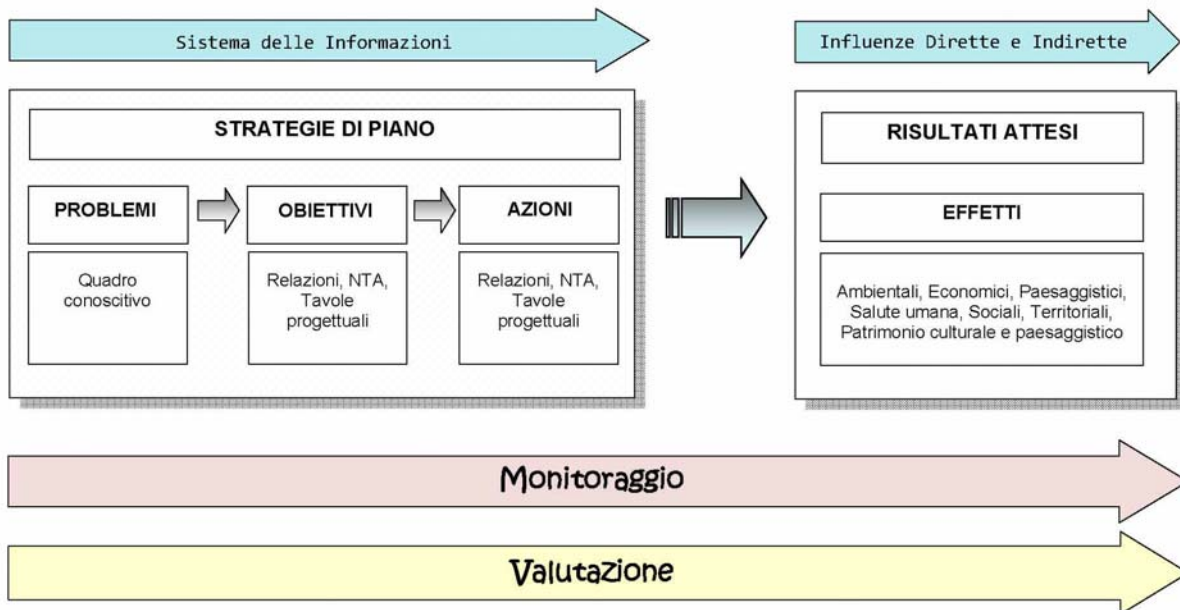 Sistema delle Informazioni
Influenze Dirette e Indirette
STRATEGIE DI PIANO
PROBLEMI
OBIETTIVI
AZIONI
Quadro
conoscitivo
Relazioni, NTA,
Tavole
progettuali
Relazioni, NTA,
Tavole
progettuali
RISULTATI ATTESI
EFFETTI
Ambientali, Economici, Paesaggistici,
Salute umana, Sociali, Territoriali,
Patrimonio culturale e paesaggistico
Monitoraggio
Valutazione